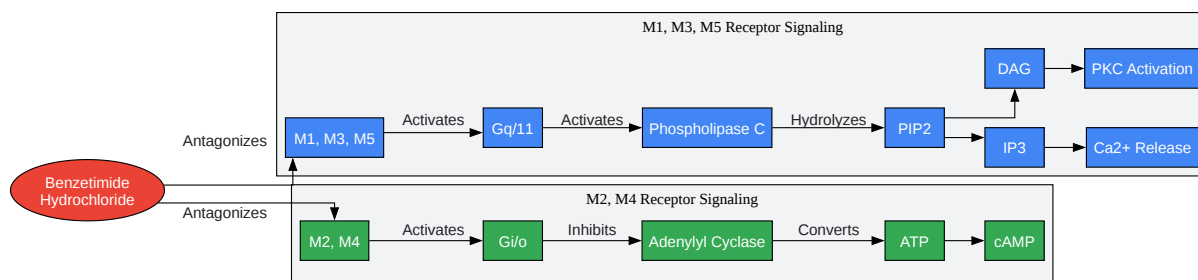 M1, M3, M5 Receptor Signaling
DAG
PKC Activation
Activates
Activates
Hydrolyzes
M1, M3, M5
Gq/11
Phospholipase C
PIP2
Antagonizes
IP3
Ca2+ Release
Benzetimide
Hydrochloride
M2, M4 Receptor Signaling
Antagonizes
Activates
Inhibits
Converts
M2, M4
Gi/o
Adenylyl Cyclase
ATP
cAMP